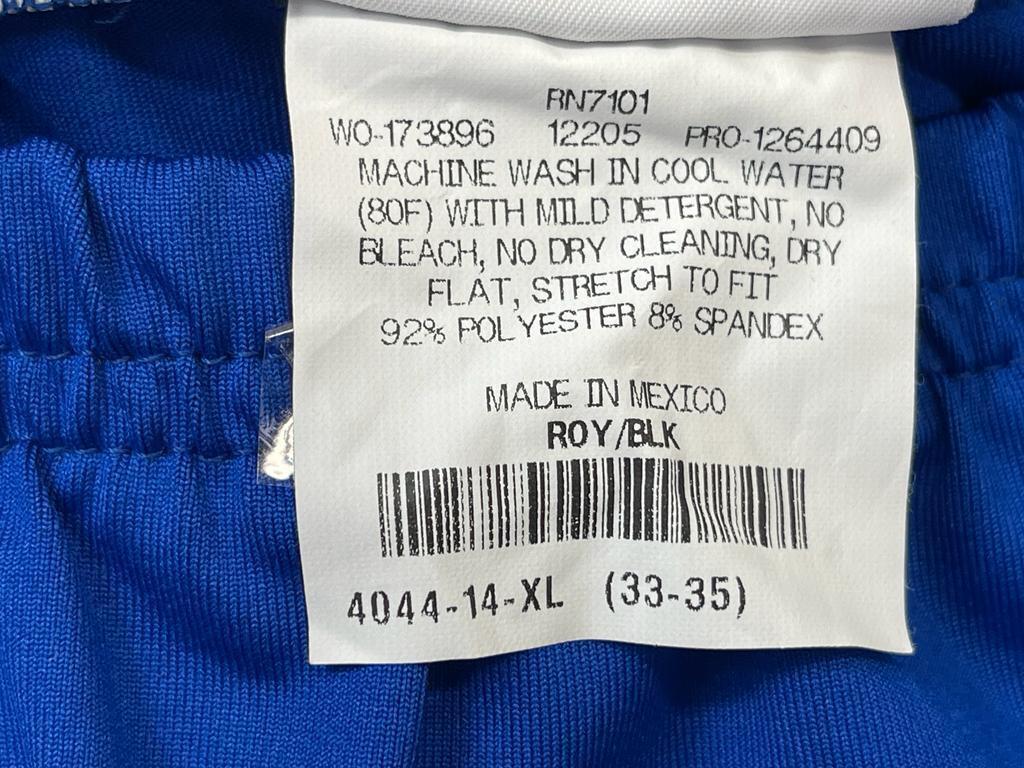 RN7101
WO-173896 12205 PRO-1264409
MACHINE WASH IN COOL WATER
(80F) WITH MILD DETERGENT, NO
BLEACH, NO DRY CLEANING, DRY
FLAT, STRETCH TO FIT
92% POLYESTER 8% SPANDEX
MADE IN MEXICO
ROY/BLK
4044-14-XL (33-35)